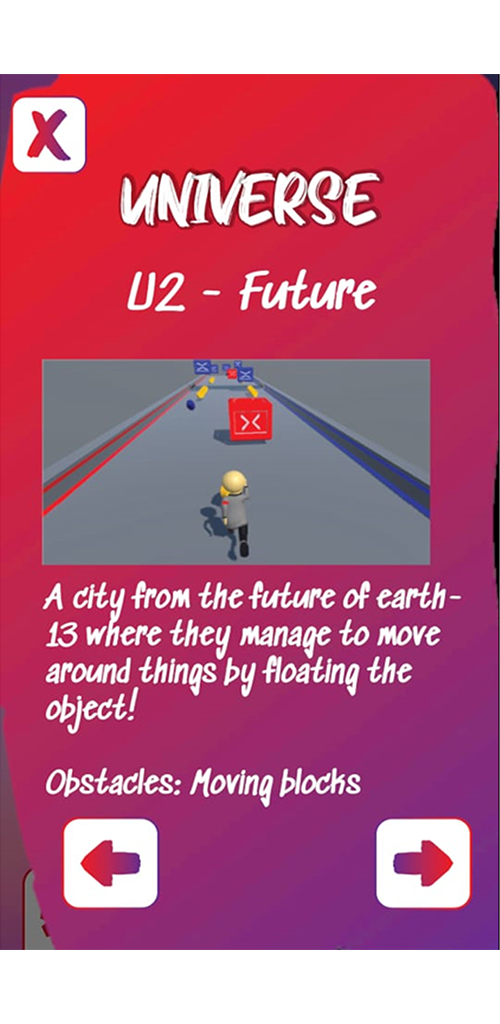 X
UNIVERSE
U2 - Future
A city from the future of earth-
13 where they manage to move
around things by floating the
object!
Obstacles: Moving blocks